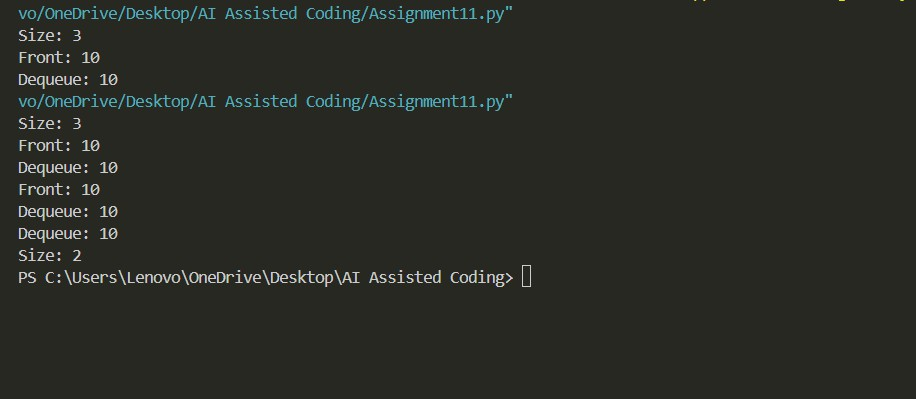 vo/OneDrive/Desktop/AI Assisted Coding/Assignment11.py"
Size: 3
Front: 10
Dequeue: 10
vo/OneDrive/Desktop/AI Assisted Coding/Assignment11.py"
Size: 3
Front: 10
Dequeue: 10
Front: 10
Dequeue: 10
Dequeue: 10
Size: 2
PS C:\Users\Lenovo\OneDrive\Desktop\AI Assisted Coding>